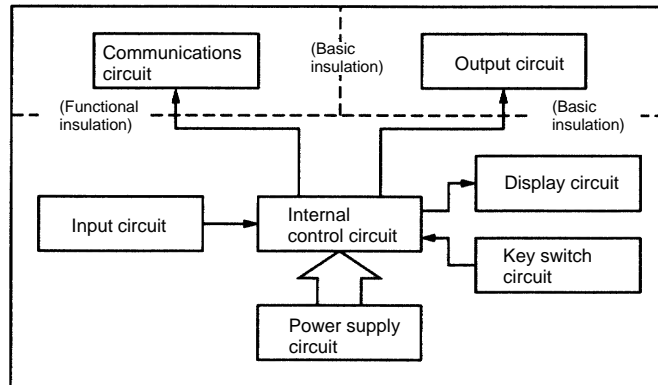 Communications
circuit
(Basic
insulation)
Output circuit
(Functional
insulation)
(Basic
insulation)
Input circuit
Internal
control circuit
Display circuit
Key switch
circuit
Power supply
circuit